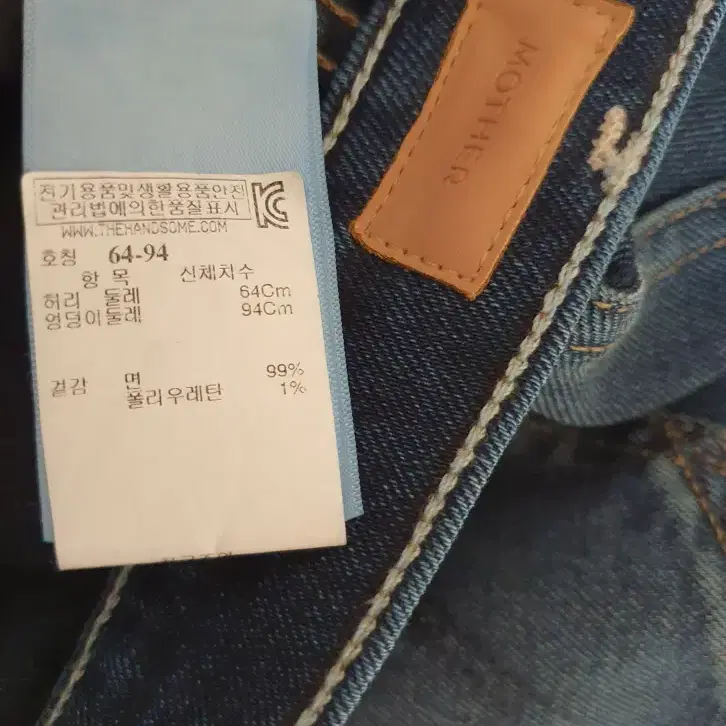 전기용품및생활용품안전
관리법에의한품질표시
WWW.THEHANDSOME.COM
호칭 64-94
항 목 신체치수
허리 둘레 64Cm
엉덩이둘레 94Cm
겉감 면 99%
폴리우레탄 1%
MOTHER